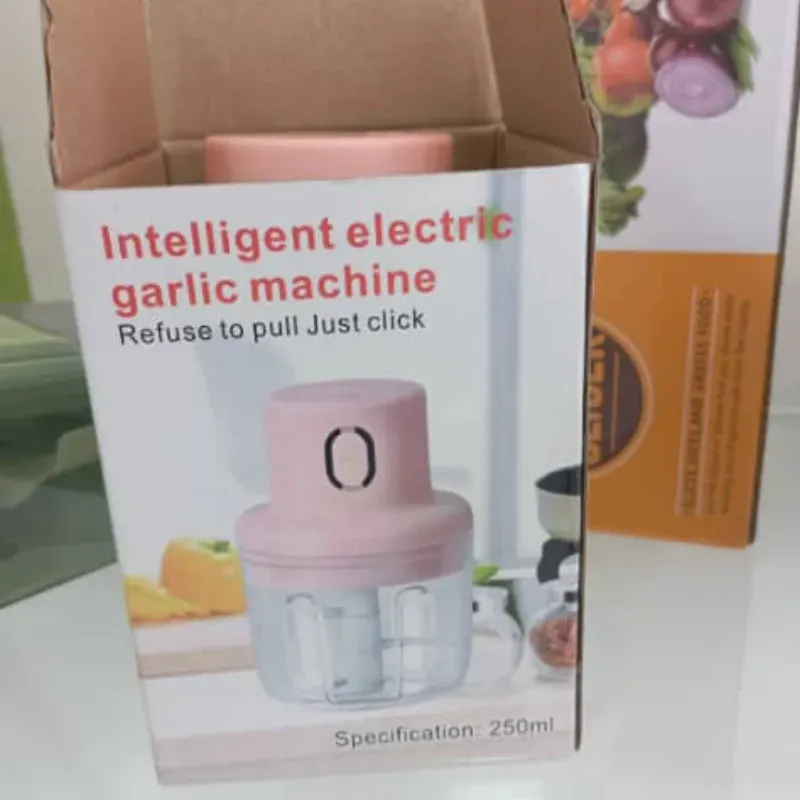 Intelligent electric
garlic machine
Refuse to pull Just click
Specification: 250ml